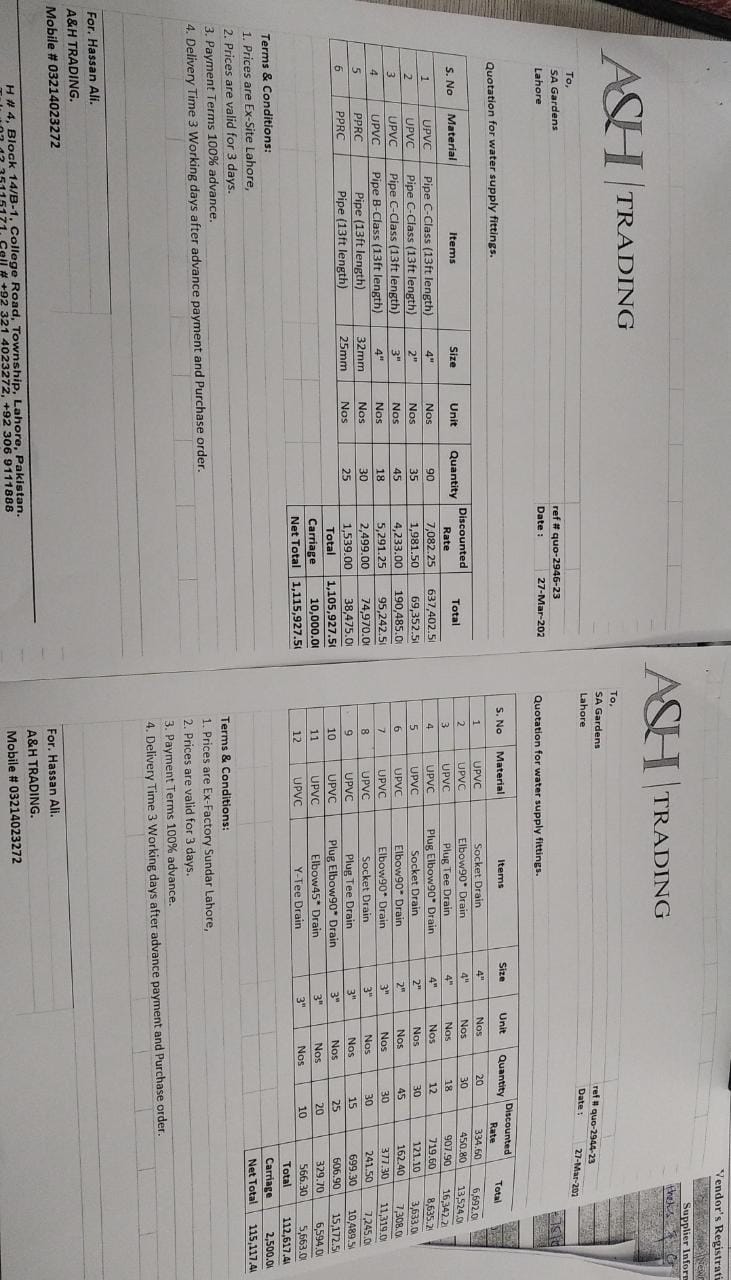 A&H | TRADING
To,
SA Gardens
Lahore
ref # quo-2946-23
Date : 27-Mar-202
Quotation for water supply fittings.
S. No Material Items Size Unit Quantity Discounted Rate Total
1 UPVC Pipe C-Class (13ft length) 4" Nos 90 7,082.25 637,402.5
2 UPVC Pipe C-Class (13ft length) 2" Nos 35 1,981.50 69,352.5
3 UPVC Pipe C-Class (13ft length) 3" Nos 45 4,233.00 190,485.0
4 UPVC Pipe B-Class (13ft length) 4" Nos 18 5,291.25 95,242.5
5 PPRC Pipe (13ft length) 32mm Nos 30 2,499.00 74,970.0
6 PPRC Pipe (13ft length) 25mm Nos 25 1,539.00 38,475.0
Total 1,105,927.5
Carriage 10,000.0
Net Total 1,115,927.5
Terms & Conditions:
1. Prices are Ex-Site Lahore,
2. Prices are valid for 3 days.
3. Payment Terms 100% advance.
4. Delivery Time 3 Working days after advance payment and Purchase order.
For, Hassan Ali.
A&H TRADING.
Mobile # 03214023272
H # 4, Block 14/B-1, College Road, Township, Lahore, Pakistan.
42 35115171, Cell # +92 321 4023272, +92 306 9111888
Vendor's Registrati
Supplier Inform
A&H | TRADING
To,
SA Gardens
Lahore
ref # quo-2944-23
Date : 27-Mar-202
Quotation for water supply fittings.
S. No Material Items Size Unit Quantity Discounted Rate Total
1 UPVC Socket Drain 4" Nos 20 334.60 6,692.0
2 UPVC Elbow90* Drain 4" Nos 30 450.80 13,524.0
3 UPVC Plug Tee Drain 4" Nos 18 907.90 16,342.2
4 UPVC Plug Elbow90* Drain 4" Nos 12 719.60 8,635.2
5 UPVC Socket Drain 2" Nos 30 121.10 3,633.0
6 UPVC Elbow90* Drain 2" Nos 45 162.40 7,308.0
7 UPVC Elbow90* Drain 3" Nos 30 377.30 11,319.0
8 UPVC Socket Drain 3" Nos 30 241.50 7,245.0
9 UPVC Plug Tee Drain 3" Nos 15 699.30 10,489.5
10 UPVC Plug Elbow90* Drain 3" Nos 25 606.90 15,172.5
11 UPVC Elbow45* Drain 3" Nos 20 329.70 6,594.0
12 UPVC Y-Tee Drain 3" Nos 10 566.30 5,663.0
Total 112,617.4
Carriage 2,500.0
Net Total 115,117.4
Terms & Conditions:
1. Prices are Ex-Factory Sundar Lahore,
2. Prices are valid for 3 days.
3. Payment Terms 100% advance.
4. Delivery Time 3 Working days after advance payment and Purchase order.
For, Hassan Ali.
A&H TRADING.
Mobile # 03214023272